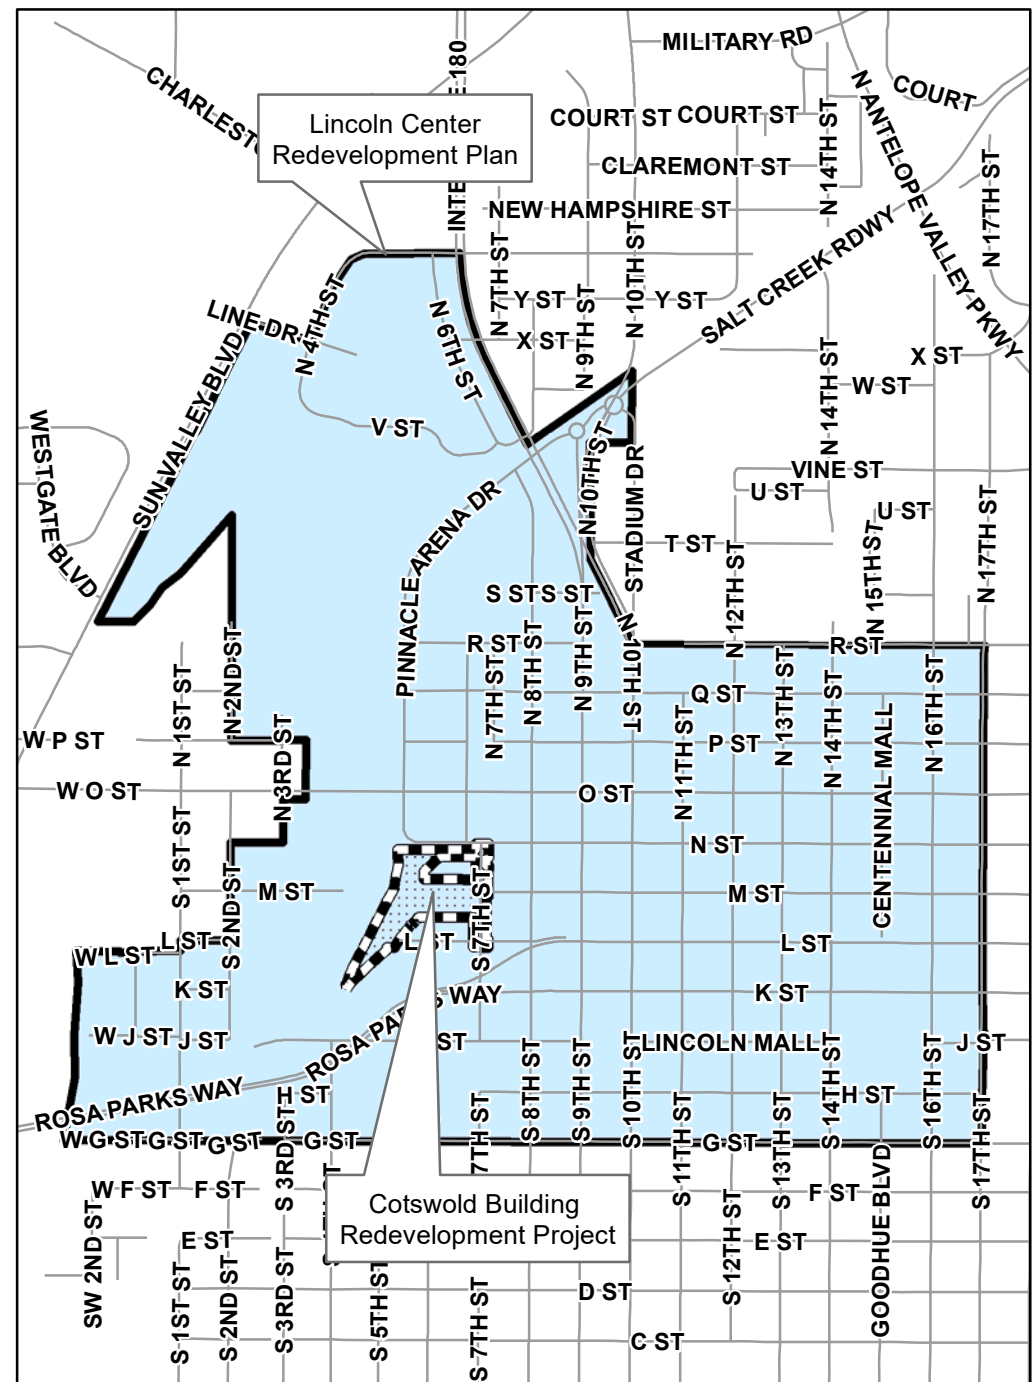 MILITARY RD
CHARLESTO
INTE E 180
N ANTELOPE VALLEY PKWY
COURT
COURT ST
COURT ST
N 14TH ST
Lincoln Center
Redevelopment Plan
CLAREMONT ST
N 17TH ST
NEW HAMPSHIRE ST
SALT CREEK RDWY
N 7TH ST
N 10TH ST
N 4TH ST
N 6TH ST
Y ST
Y ST
N 9TH ST
LINE DR
X ST
N 14TH ST
X ST
SUN VALLEY BLVD
W ST
WESTGATE BLVD
V ST
N 10TH ST
STADIUM DR
VINE ST
U ST
U ST
N 17TH ST
PINNACLE ARENA DR
T ST
N 12TH ST
N 15TH ST
S ST
S ST
N 2ND ST
R ST
N 8TH ST
N 9TH ST
N 10TH ST
R ST
N 1ST ST
N 7TH ST
Q ST
N 13TH ST
N 14TH ST
N 16TH ST
W P ST
N 3RD ST
N 11TH ST
P ST
CENTENNIAL MALL
W O ST
O ST
S 1ST ST
N ST
S 2ND ST
M ST
S 7TH ST
M ST
W L ST
L ST
L ST
L ST
K ST
WAY
K ST
W J ST
J ST
ROSA PARKS
ST
LINCOLN MALL
J ST
S 8TH ST
S 9TH ST
S 10TH ST
S 14TH ST
S 16TH ST
ROSA PARKS WAY
H ST
7TH ST
S 11TH ST
S 13TH ST
H ST
S 17TH ST
W G ST
G ST
G ST
S 3RD ST
G ST
G ST
W F ST
F ST
F ST
SW 2ND ST
Cotswold Building
Redevelopment Project
S 12TH ST
GOODHUE BLVD
E ST
E ST
S 1ST ST
S 2ND ST
S 3RD ST
S 5TH ST
S 7TH ST
D ST
C ST